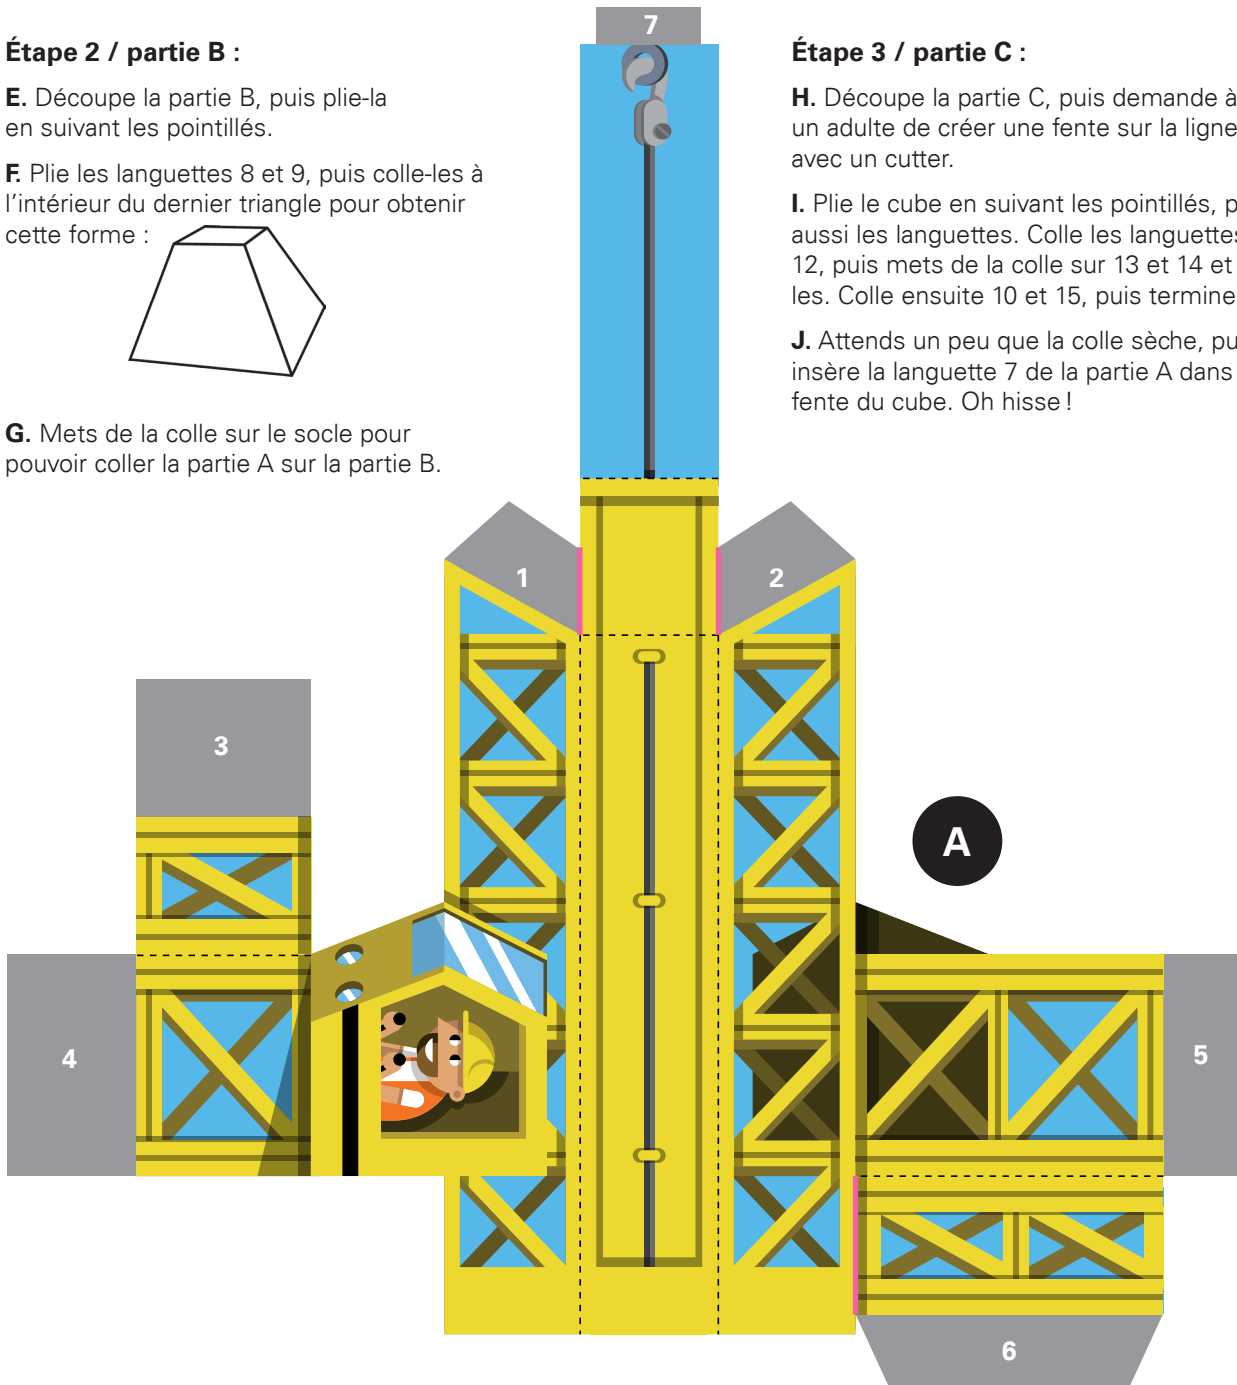 Étape 2 / partie B :
E. Découpe la partie B, puis plie-la
en suivant les pointillés.
F. Plie les languettes 8 et 9, puis colle-les à
l'intérieur du dernier triangle pour obtenir
cette forme :
G. Mets de la colle sur le socle pour
pouvoir coller la partie A sur la partie B.
7
Étape 3 / partie C :
H. Découpe la partie C, puis demande à
un adulte de créer une fente sur la ligne
avec un cutter.
I. Plie le cube en suivant les pointillés, p
aussi les languettes. Colle les languettes
12, puis mets de la colle sur 13 et 14 et
les. Colle ensuite 10 et 15, puis termine
J. Attends un peu que la colle sèche, pu
insère la languette 7 de la partie A dans
fente du cube. Oh hisse !
1
2
3
A
4
5
6